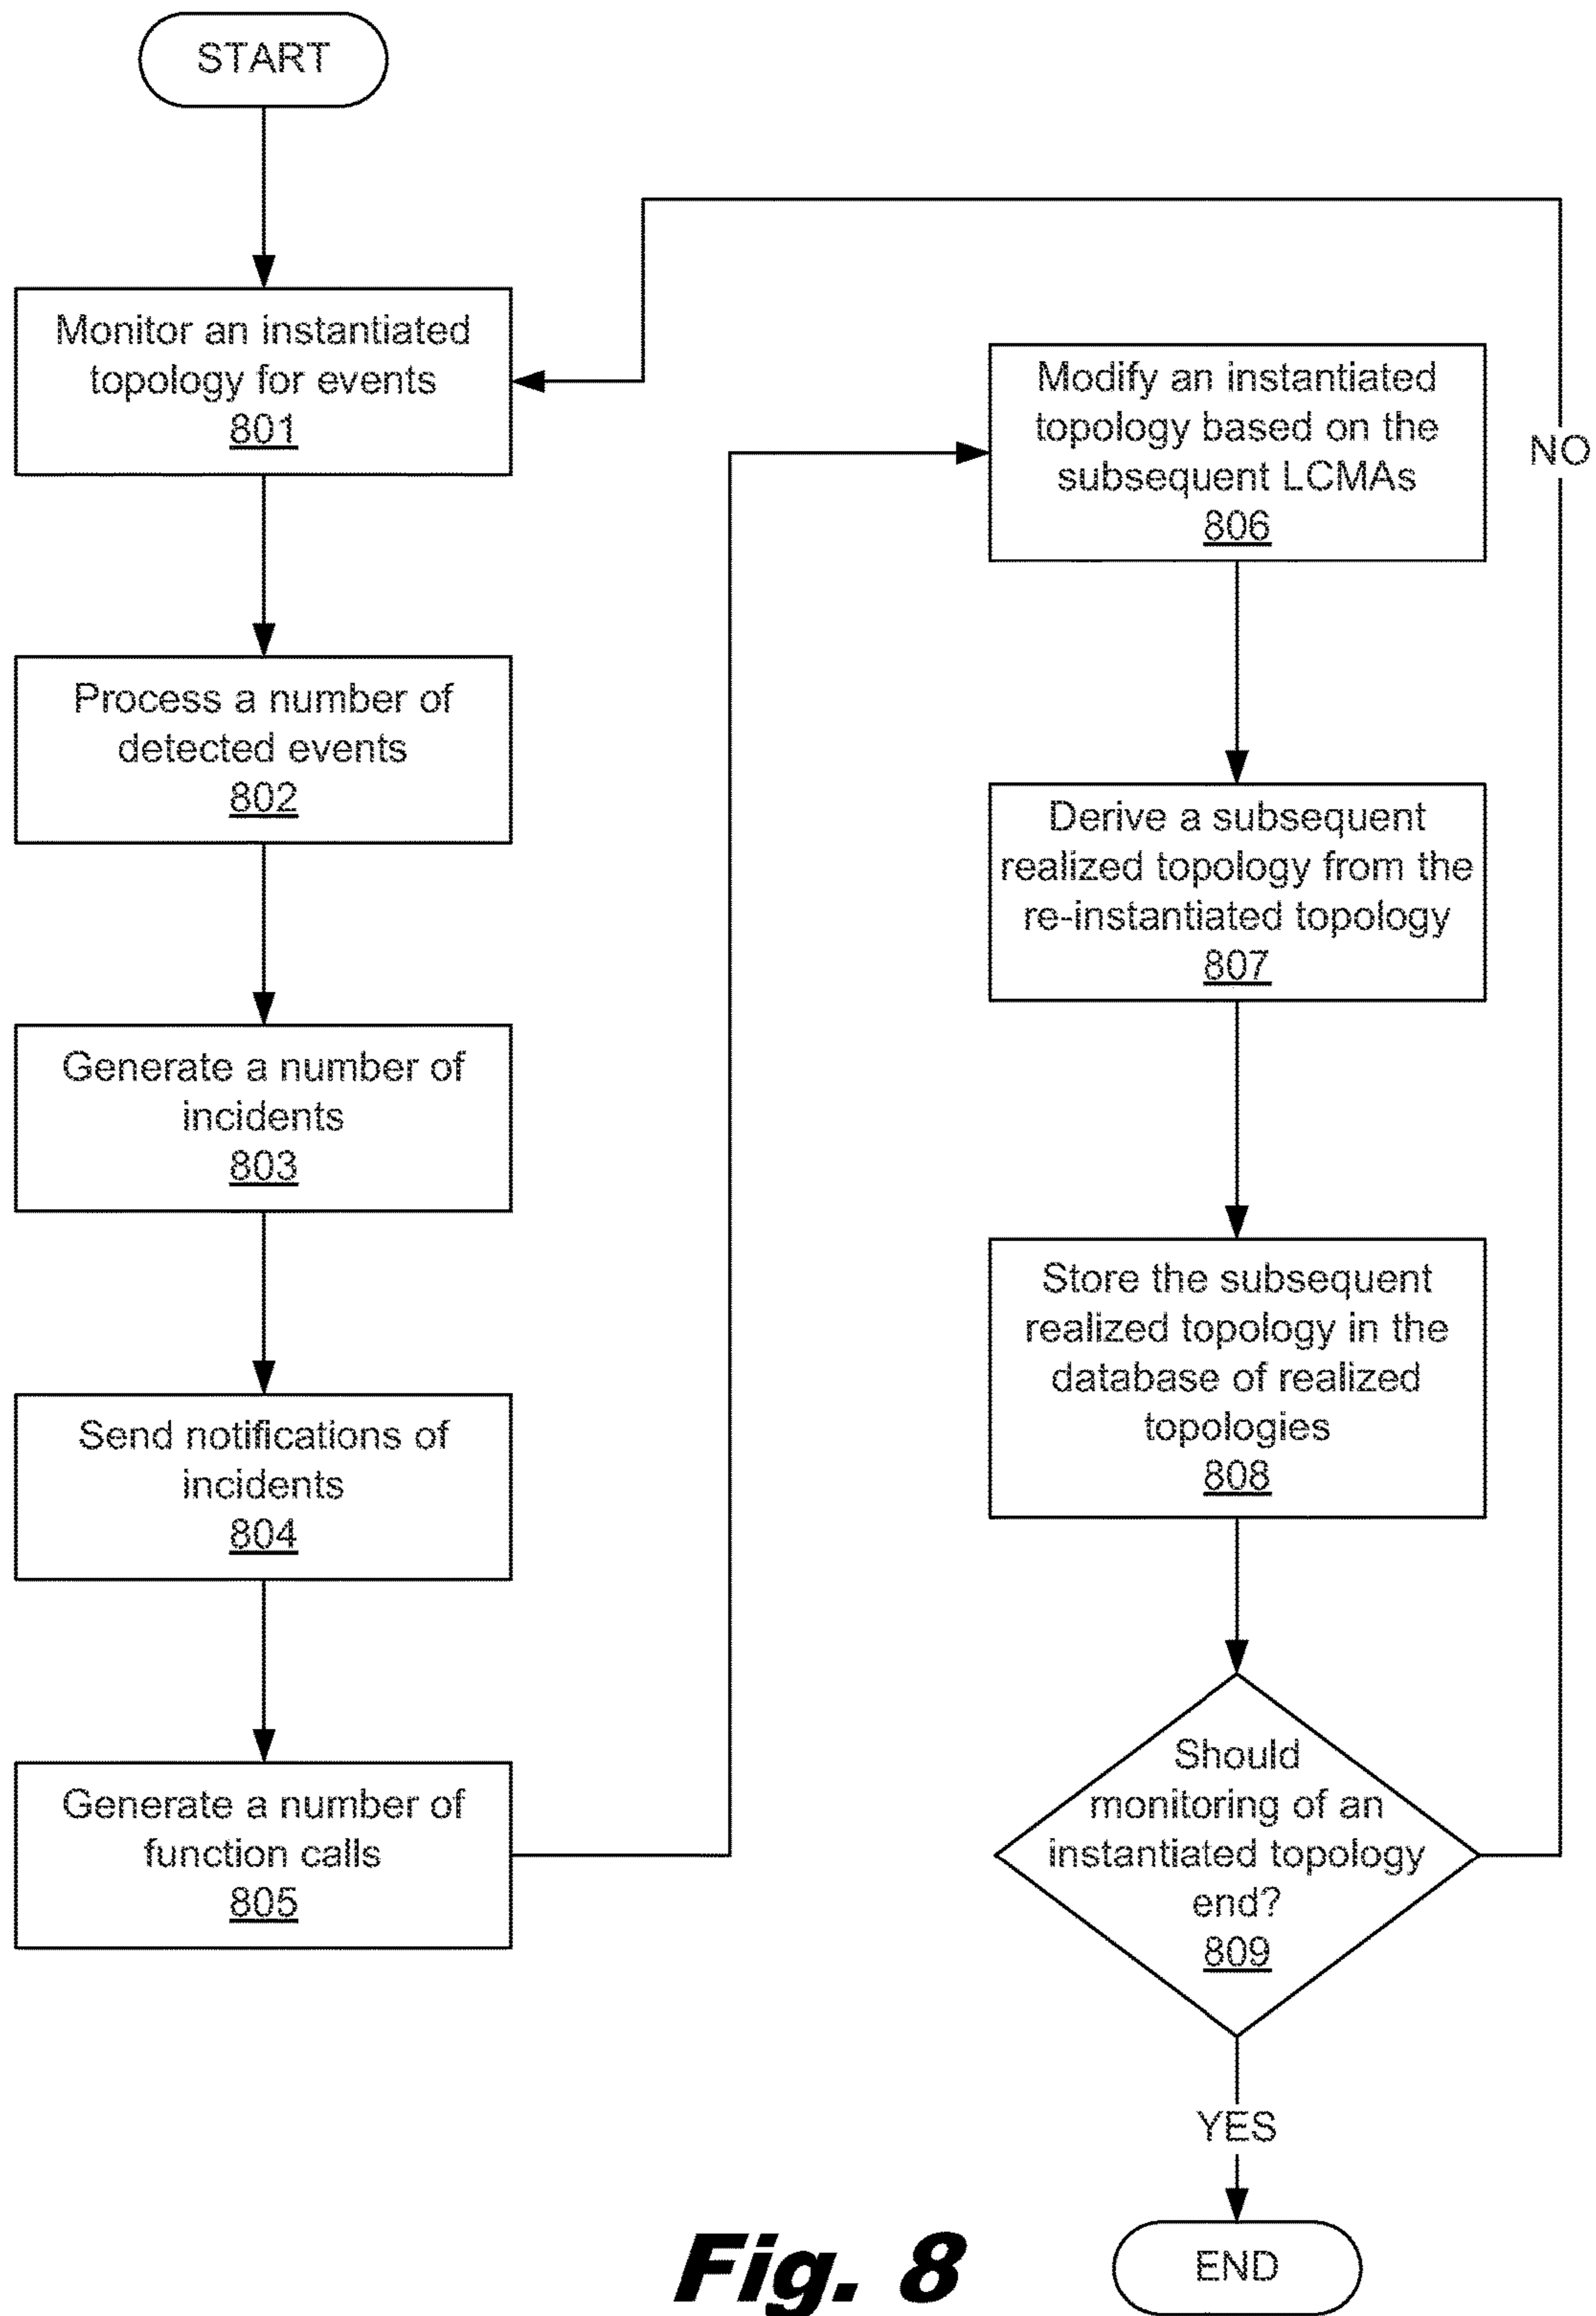 START
Monitor an instantiated
topology for events
801
Process a number of
detected events
802
Generate a number of
incidents
803
Send notifications of
incidents
804
Generate a number of
function calls
805
Modify an instantiated
topology based on the
subsequent LCMAs
806
NO
Derive a subsequent
realized topology from the
re-instantiated topology
807
Store the subsequent
realized topology in the
database of realized
topologies
808
Should
monitoring of an
instantiated topology
end?
809
YES
END
Fig. 8